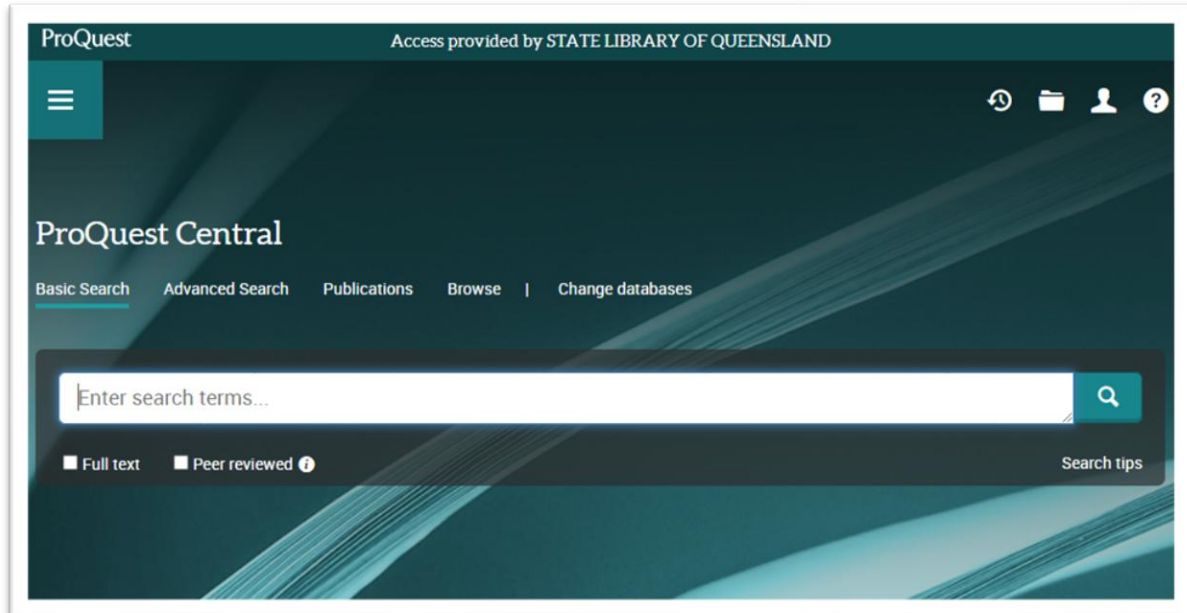 ProQuest
Access provided by STATE LIBRARY OF QUEENSLAND
ProQuest Central
Basic Search Advanced Search Publications Browse | Change databases
Enter search terms...
Full text Peer reviewed i
Search tips